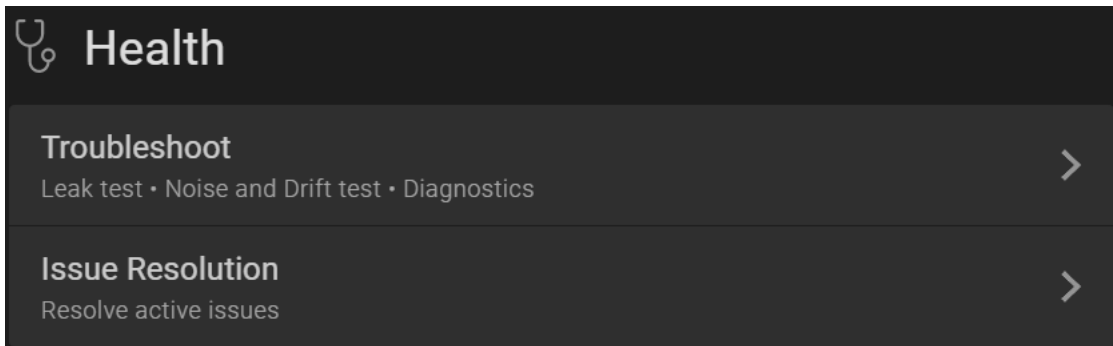 Health
Troubleshoot
Leak test • Noise and Drift test • Diagnostics
Issue Resolution
Resolve active issues